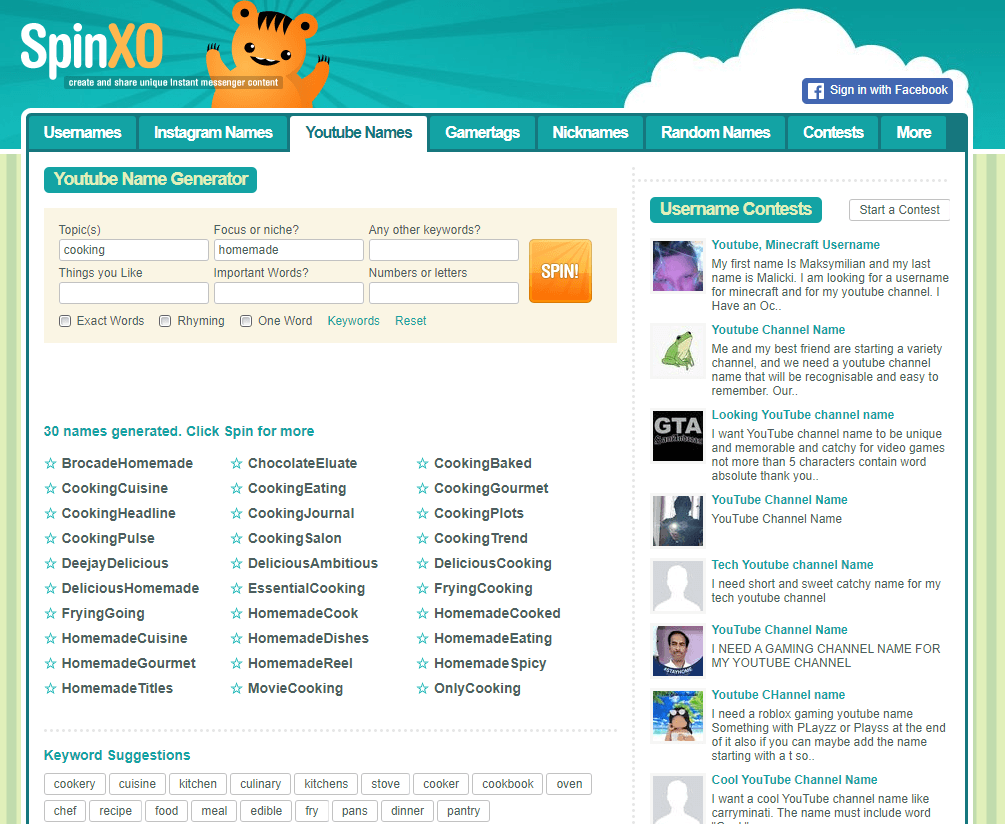 SpinXO
create and share unique instant messenger content
Sign in with Facebook
Usernames Instagram Names Youtube Names Gamertags Nicknames Random Names Contests More
Youtube Name Generator
Topic(s) Focus or niche? Any other keywords?
cooking homemade
Things you Like Important Words? Numbers or letters
SPIN!
Exact Words Rhyming One Word Keywords Reset
30 names generated. Click Spin for more
BrocadeHomemade ChocolateEluate CookingBaked
CookingCuisine CookingEating CookingGourmet
CookingHeadline CookingJournal CookingPlots
CookingPulse CookingSalon CookingTrend
DeejayDelicious DeliciousAmbitious DeliciousCooking
DeliciousHomemade EssentialCooking FryingCooking
FryingGoing HomemadeCook HomemadeCooked
HomemadeCuisine HomemadeDishes HomemadeEating
HomemadeGourmet HomemadeReel HomemadeSpicy
HomemadeTitles MovieCooking OnlyCooking
Keyword Suggestions
cookery cuisine kitchen culinary kitchens stove cooker cookbook oven
chef recipe food meal edible fry pans dinner pantry
Username Contests Start a Contest
Youtube, Minecraft Username
My first name Is Maksymilian and my last
name is Malicki. I am looking for a username
for minecraft and for my youtube channel. I
Have an Oc..
Youtube Channel Name
Me and my best friend are starting a variety
channel, and we need a youtube channel
name that will be recognisable and easy to
remember. Our..
GTA
Looking YouTube channel name
I want YouTube channel name to be unique
and memorable and catchy for video games
not more than 5 characters contain word
absolute thank you..
YouTube Channel Name
YouTube Channel Name
Tech Youtube channel Name
I need short and sweet catchy name for my
tech youtube channel
#STAYHOME
YouTube Channel Name
I NEED A GAMING CHANNEL NAME FOR
MY YOUTUBE CHANNEL
Youtube CHannel name
I need a roblox gaming youtube name
Something with PLayzz or Playss at the end
of it also if you can maybe add the name
starting with a t so..
Cool YouTube Channel Name
I want a cool YouTube channel name like
carryminati. The name must include word